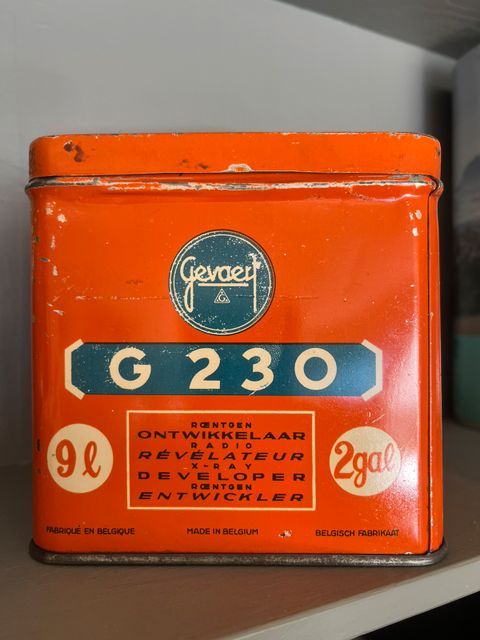 Gevaert
G
G 230
RŒNTGEN
ONTWIKKELAAR
RADIO
RÉVÉLATEUR
X-RAY
DEVELOPER
RŒNTGEN
ENTWICKLER
9 l
2gal
FABRIQUÉ EN BELGIQUE
MADE IN BELGIUM
BELGISCH FABRIKAAT